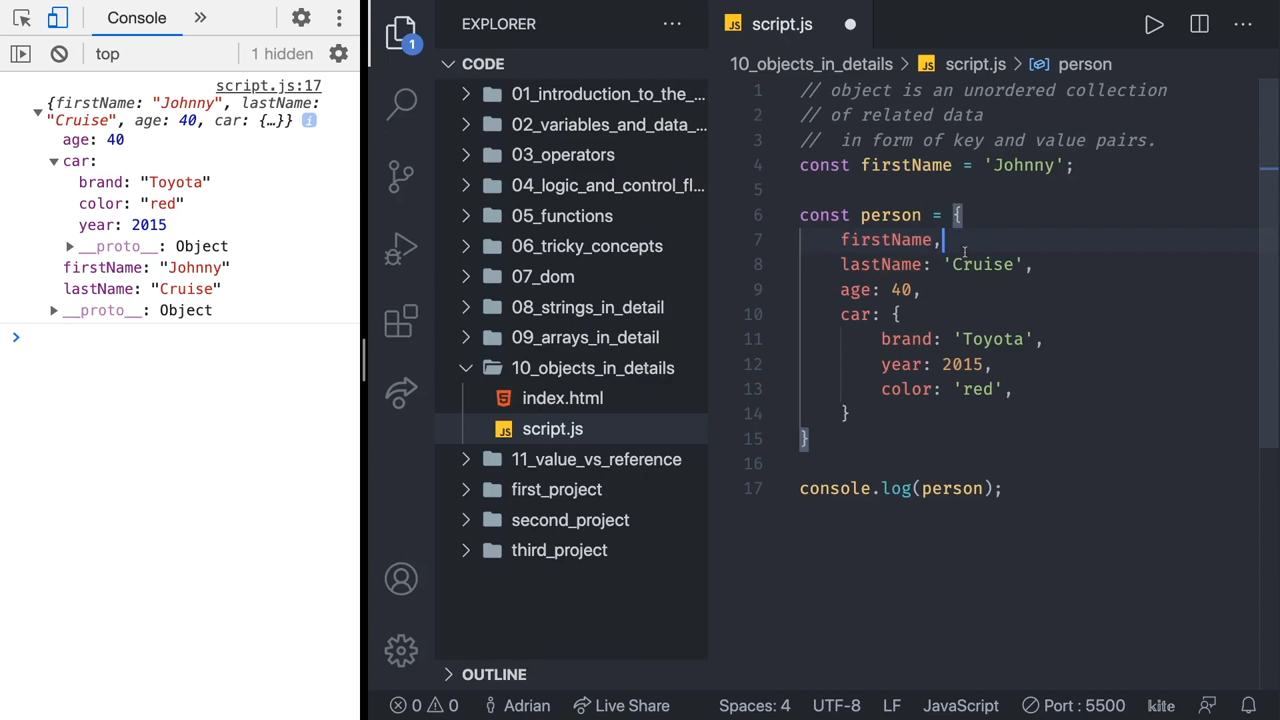 Console
top
1 hidden
script.js:17
{firstName: "Johnny", lastName:
"Cruise", age: 40, car: {…}} i
age: 40
car:
brand: "Toyota"
color: "red"
year: 2015
__proto__: Object
firstName: "Johnny"
lastName: "Cruise"
__proto__: Object
1
EXPLORER
CODE
01_introduction_to_the_...
02_variables_and_data_...
03_operators
04_logic_and_control_fl...
05_functions
06_tricky_concepts
07_dom
08_strings_in_detail
09_arrays_in_detail
10_objects_in_details
index.html
JS script.js
11_value_vs_reference
first_project
second_project
third_project
OUTLINE
JS script.js
10_objects_in_details > JS script.js > person
1 // object is an unordered collection
2 // of related data
3 //  in form of key and value pairs.
4 const firstName = 'Johnny';
5
6 const person = {
7 firstName,
8 lastName: 'Cruise',
9 age: 40,
10 car: {
11 brand: 'Toyota',
12 year: 2015,
13 color: 'red',
14 }
15 }
16
17 console.log(person);
0 0 Adrian Live Share Spaces: 4 UTF-8 LF JavaScript Port : 5500 kite